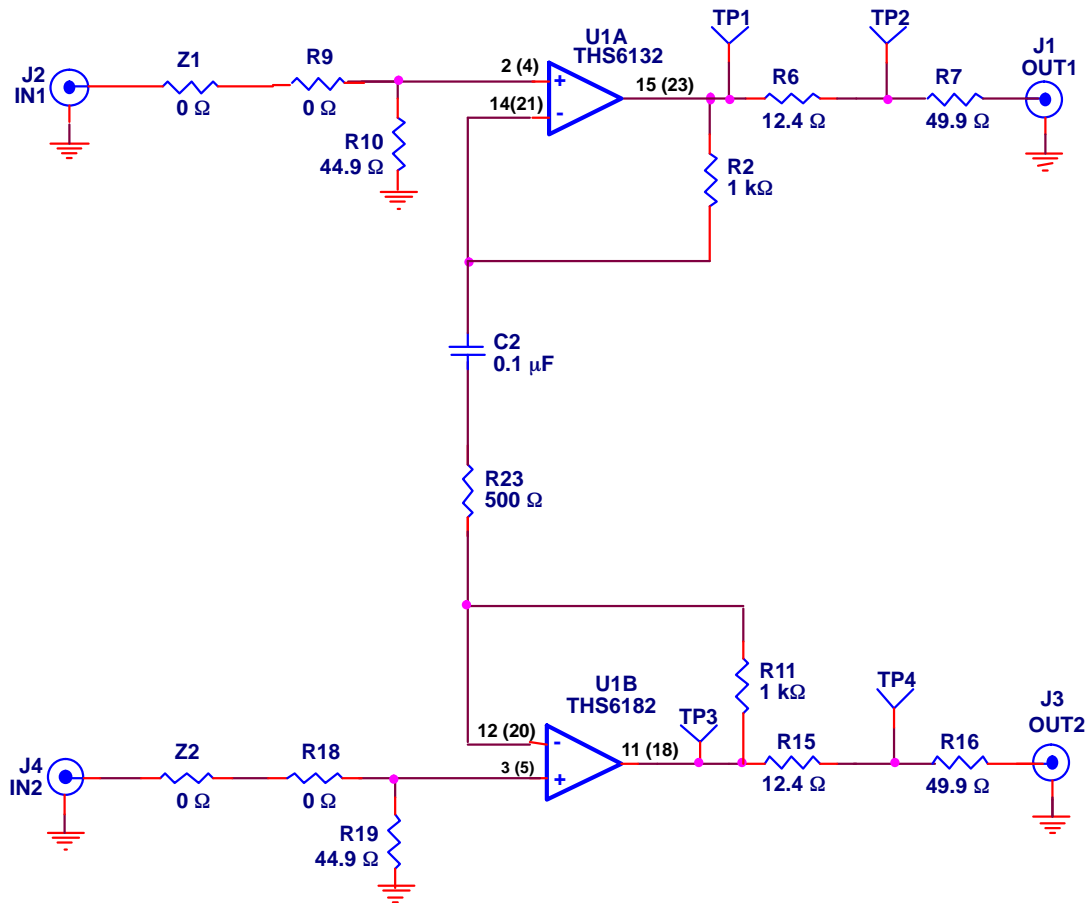 TP1
TP2
U1A
THS6132
J1
OUT1
J2
IN1
Z1
0 Ω
R9
0 Ω
2 (4)
+
14(21)
-
15 (23)
R6
12.4 Ω
R7
49.9 Ω
R10
44.9 Ω
R2
1 kΩ
C2
0.1 μF
R23
500 Ω
R11
1 kΩ
U1B
THS6182
TP3
TP4
J3
OUT2
12 (20)
-
11 (18)
3 (5)
+
R15
12.4 Ω
R16
49.9 Ω
J4
IN2
Z2
0 Ω
R18
0 Ω
R19
44.9 Ω